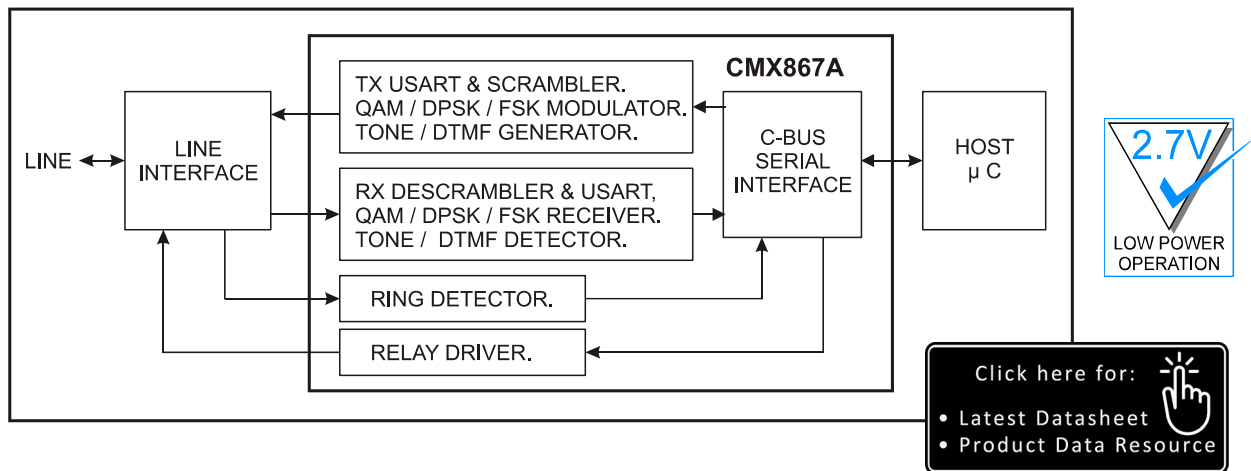 CMX867A
TX USART & SCRAMBLER.
QAM / DPSK / FSK MODULATOR.
TONE / DTMF GENERATOR.
LINE
LINE
INTERFACE
C-BUS
SERIAL
INTERFACE
HOST
µ C
RX DESCRAMBLER & USART,
QAM / DPSK / FSK RECEIVER.
TONE / DTMF DETECTOR.
RING DETECTOR.
RELAY DRIVER.
2.7V
LOW POWER
OPERATION
Click here for:
• Latest Datasheet
• Product Data Resource